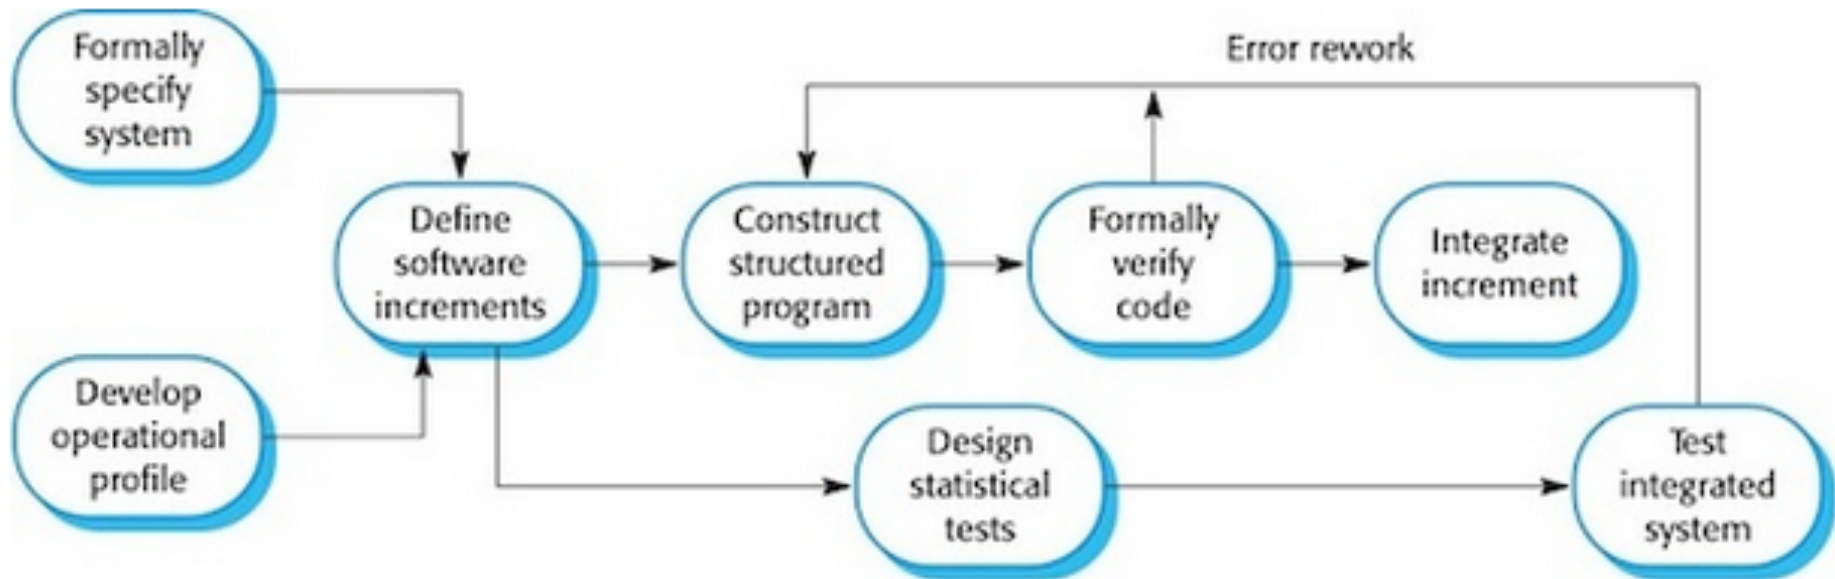 Formally
specify
system
Error rework
Define
software
increments
Construct
structured
program
Formally
verify
code
Integrate
increment
Develop
operational
profile
Design
statistical
tests
Test
integrated
system